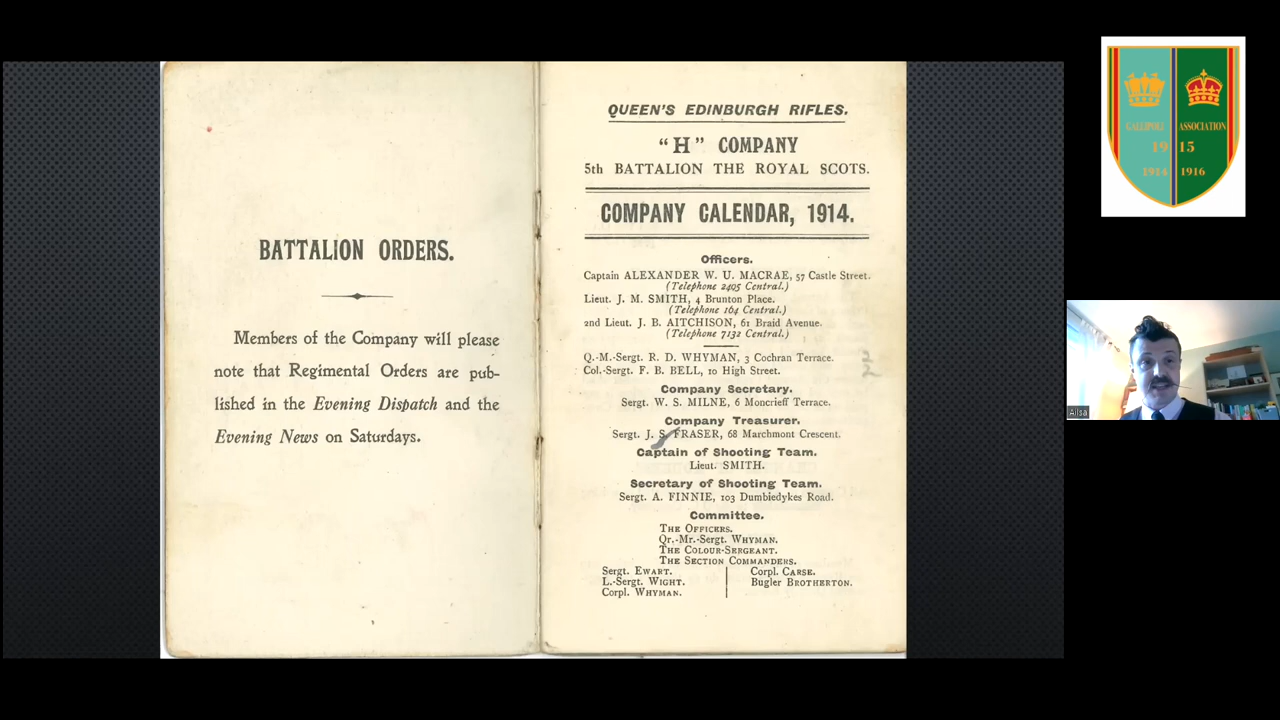 BATTALION ORDERS.
Members of the Company will please
note that Regimental Orders are pub-
lished in the Evening Dispatch and the
Evening News on Saturdays.
QUEEN'S EDINBURGH RIFLES.
“H” COMPANY
5th BATTALION THE ROYAL SCOTS.
COMPANY CALENDAR, 1914.
Officers.
Captain ALEXANDER W. U. MACRAE, 57 Castle Street.
(Telephone 2405 Central.)
Lieut. J. M. SMITH, 4 Brunton Place.
(Telephone 164 Central.)
2nd Lieut. J. B. AITCHISON, 61 Braid Avenue.
(Telephone 7132 Central.)
Q.-M.-Sergt. R. D. WHYMAN, 3 Cochran Terrace.
Col.-Sergt. F. B. BELL, 10 High Street.
Company Secretary.
Sergt. W. S. MILNE, 6 Moncrieff Terrace.
Company Treasurer.
Sergt. J. S. FRASER, 68 Marchmont Crescent.
Captain of Shooting Team.
Lieut. SMITH.
Secretary of Shooting Team.
Sergt. A. FINNIE, 103 Dumbiedykes Road.
Committee.
THE OFFICERS.
Qr.-Mr.-Sergt. WHYMAN.
THE COLOUR-SERGEANT.
THE SECTION COMMANDERS.
Sergt. EWART.
L.-Sergt. WIGHT.
Corpl. WHYMAN.
Corpl. CARSE.
Bugler BROTHERTON.
GALLIPOLI ASSOCIATION
19 15
1914 1916
Ailsa